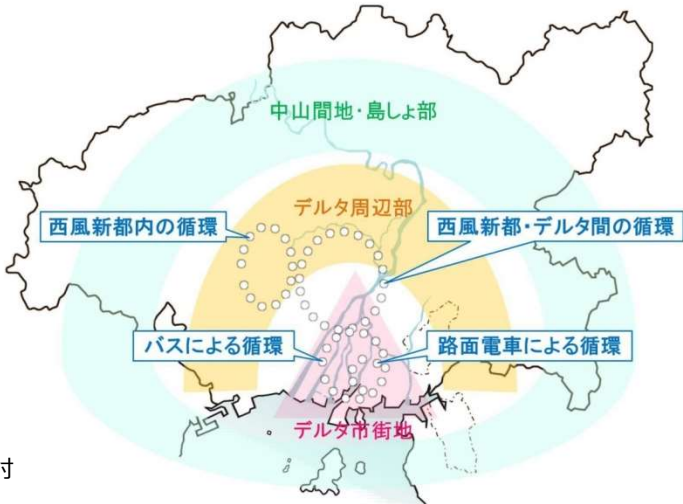 中山間地・島しょ部
デルタ周辺部
西風新都内の循環
西風新都・デルタ間の循環
バスによる循環
路面電車による循環
デルタ市街地